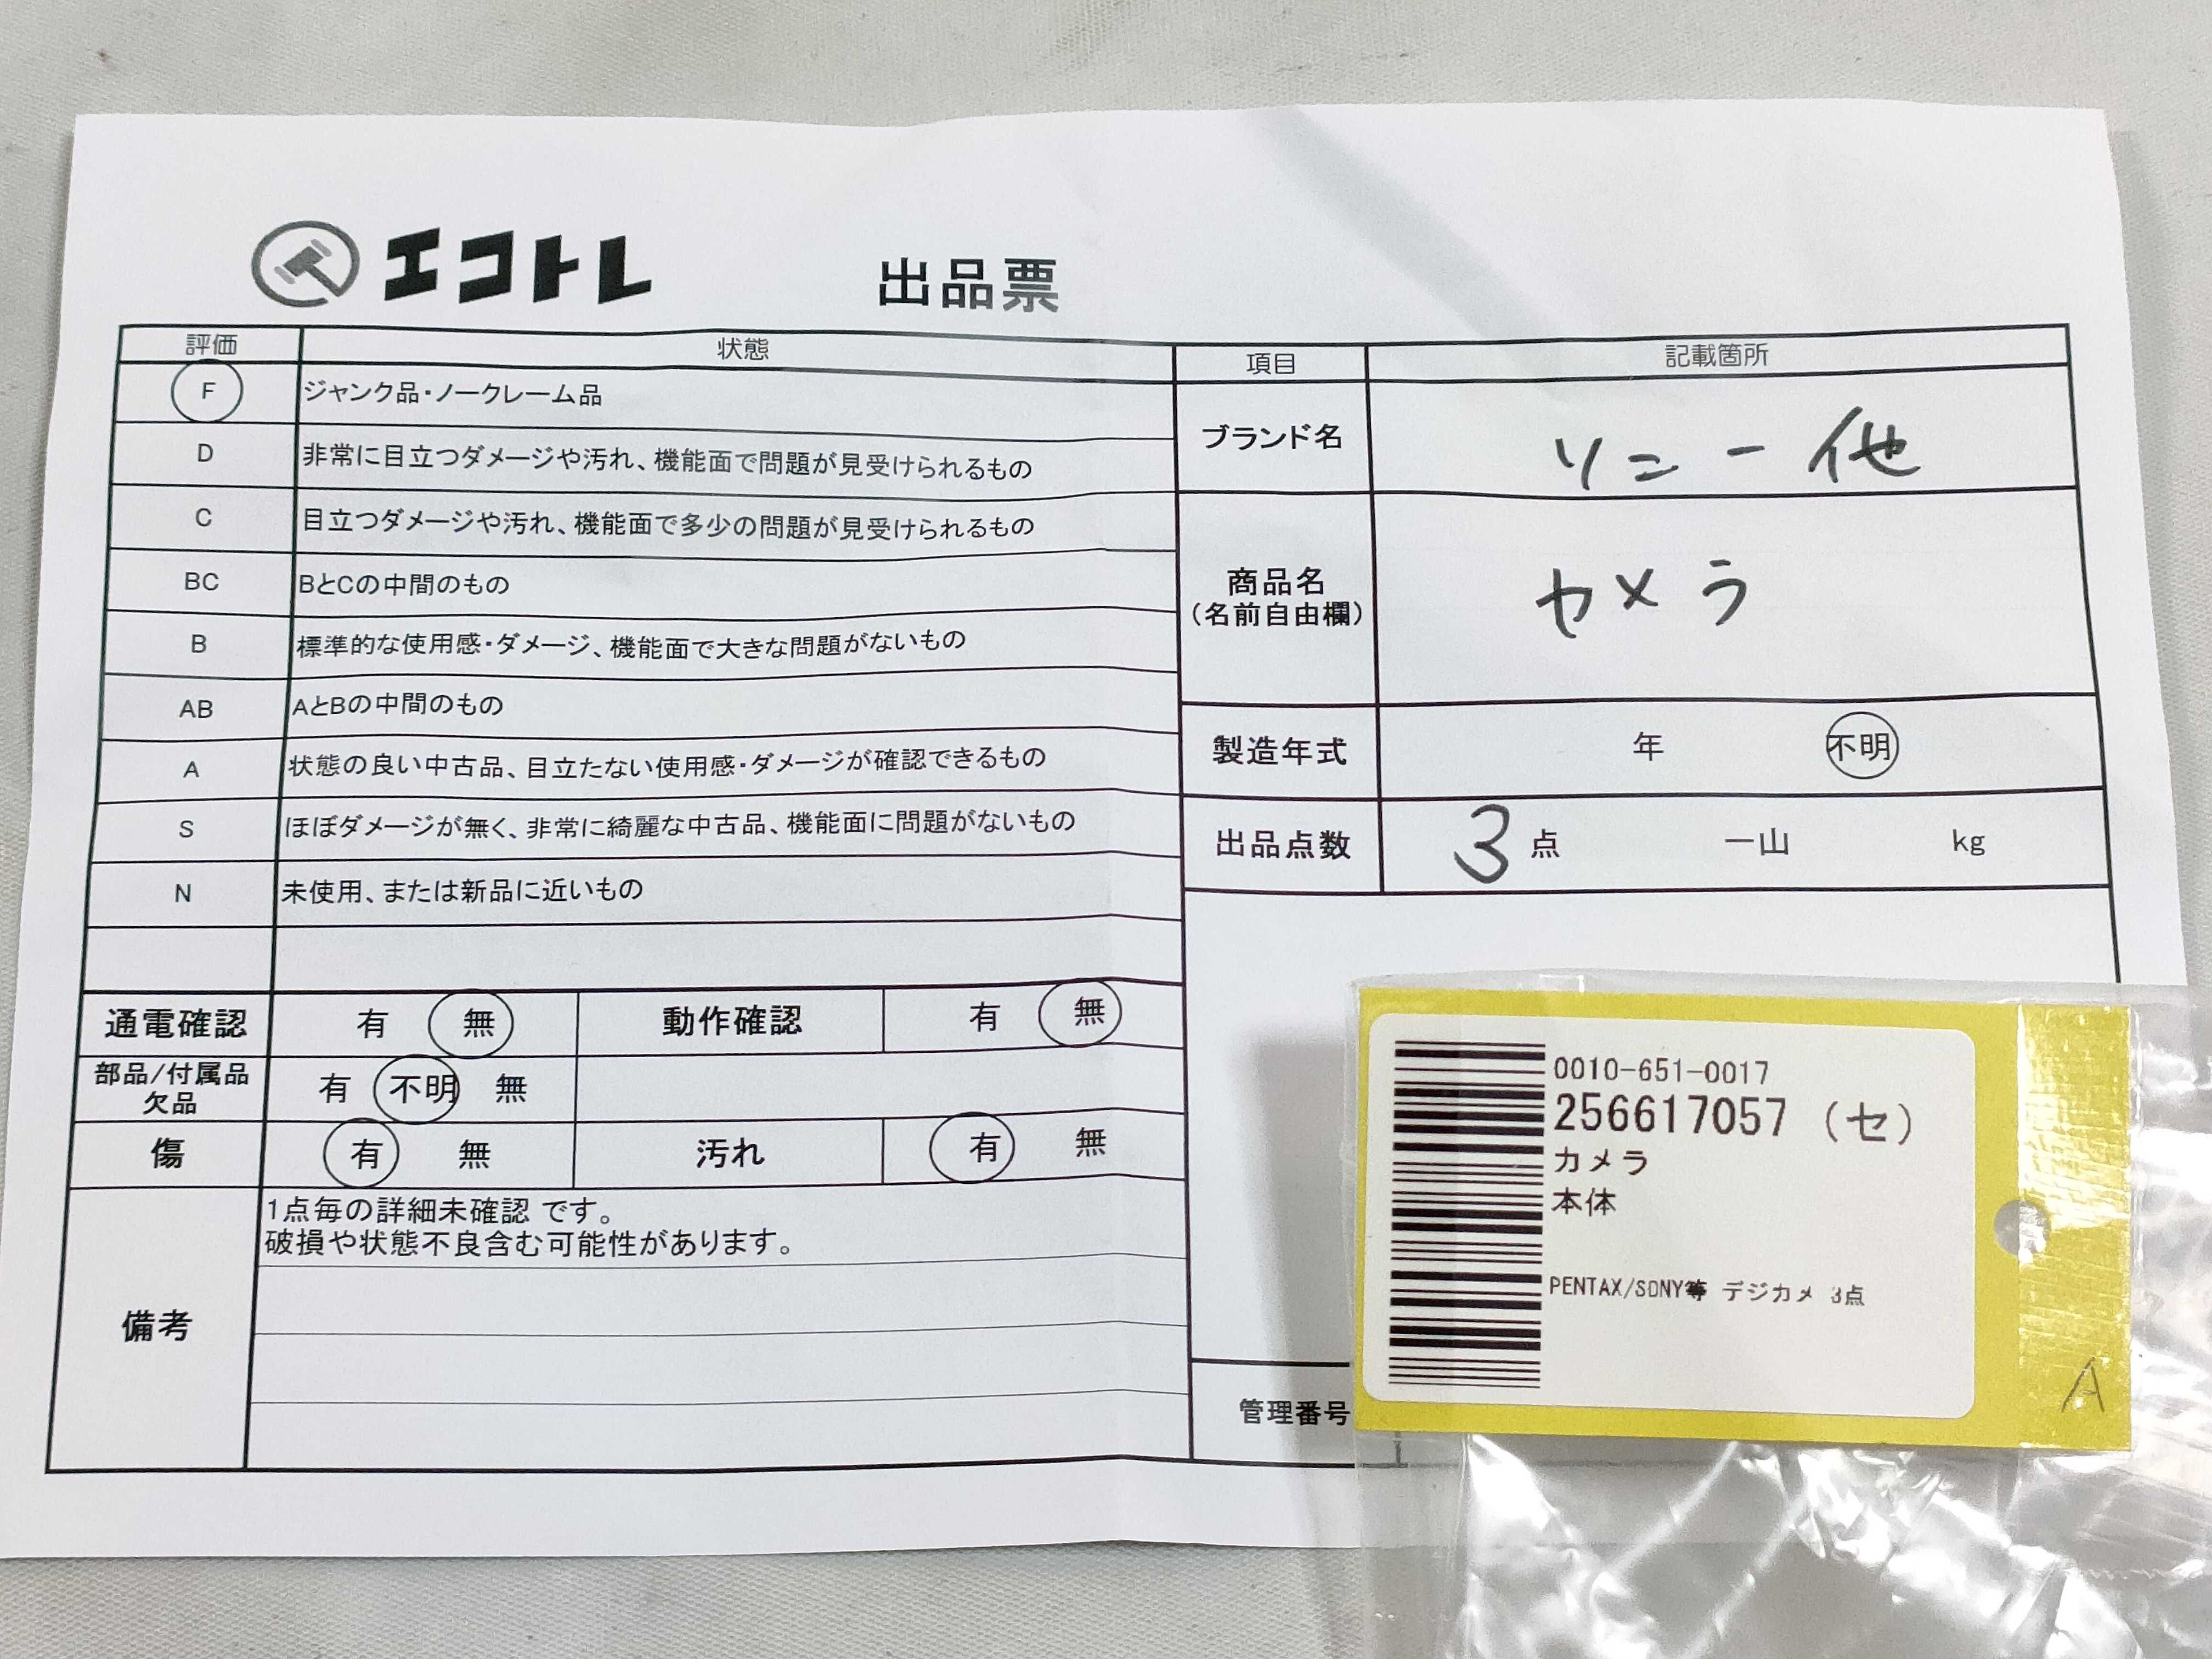 エコトレ 出品票
評価 状態
F ジャンク品・ノークレーム品
D 非常に目立つダメージや汚れ、機能面で問題が見受けられるもの
C 目立つダメージや汚れ、機能面で多少の問題が見受けられるもの
BC BとCの中間のもの
B 標準的な使用感・ダメージ、機能面で大きな問題がないもの
AB AとBの中間のもの
A 状態の良い中古品、目立たない使用感・ダメージが確認できるもの
S ほぼダメージが無く、非常に綺麗な中古品、機能面に問題がないもの
N 未使用、または新品に近いもの
通電確認 有 無 動作確認 有 無
部品/付属品
欠品 有 不明 無
傷 有 無 汚れ 有 無
備考
1点毎の詳細未確認 です。
破損や状態不良含む可能性があります。
項目 記載箇所
ブランド名 ソニー他
商品名
(名前自由欄)
カメラ
製造年式 年 不明
出品点数 3 点 一山 kg
管理番号
0010-651-0017
256617057 (セ)
カメラ
本体
PENTAX/SONY等 デジカメ 3点
A